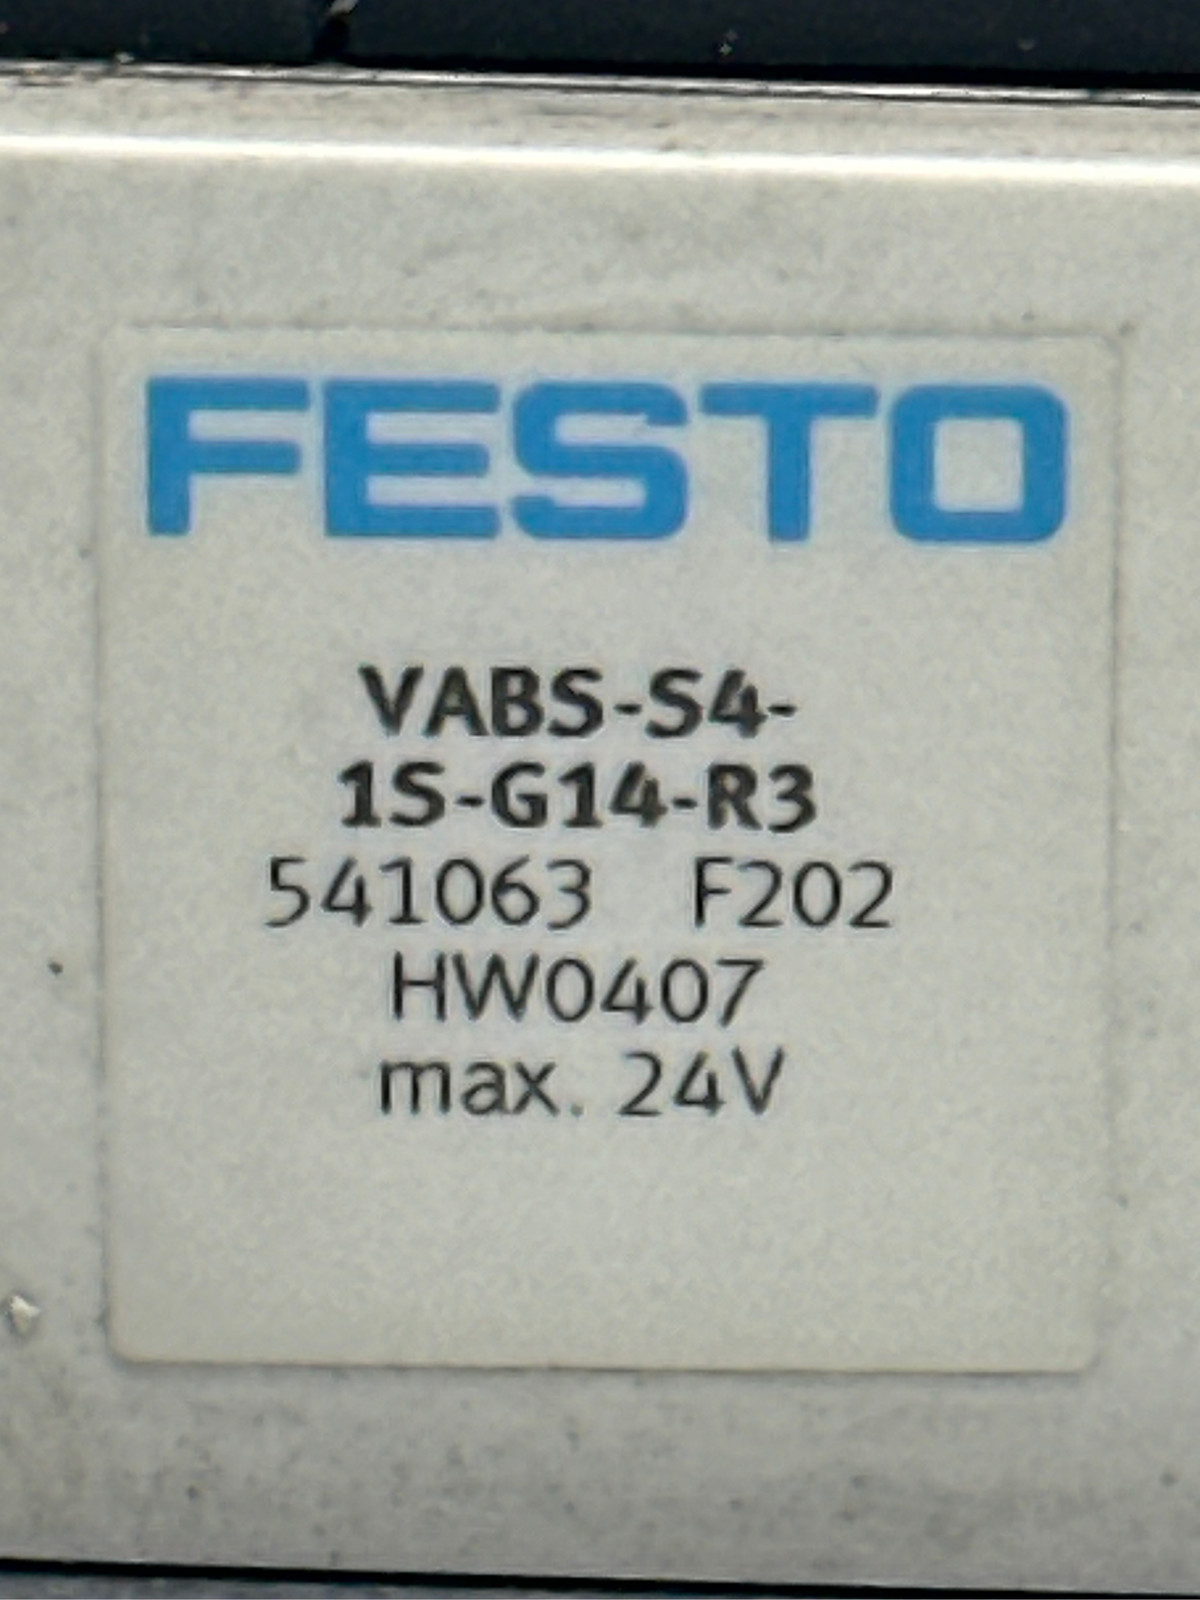 FESTO
VABS-S4-
1S-G14-R3
541063 F202
HW0407
max. 24V